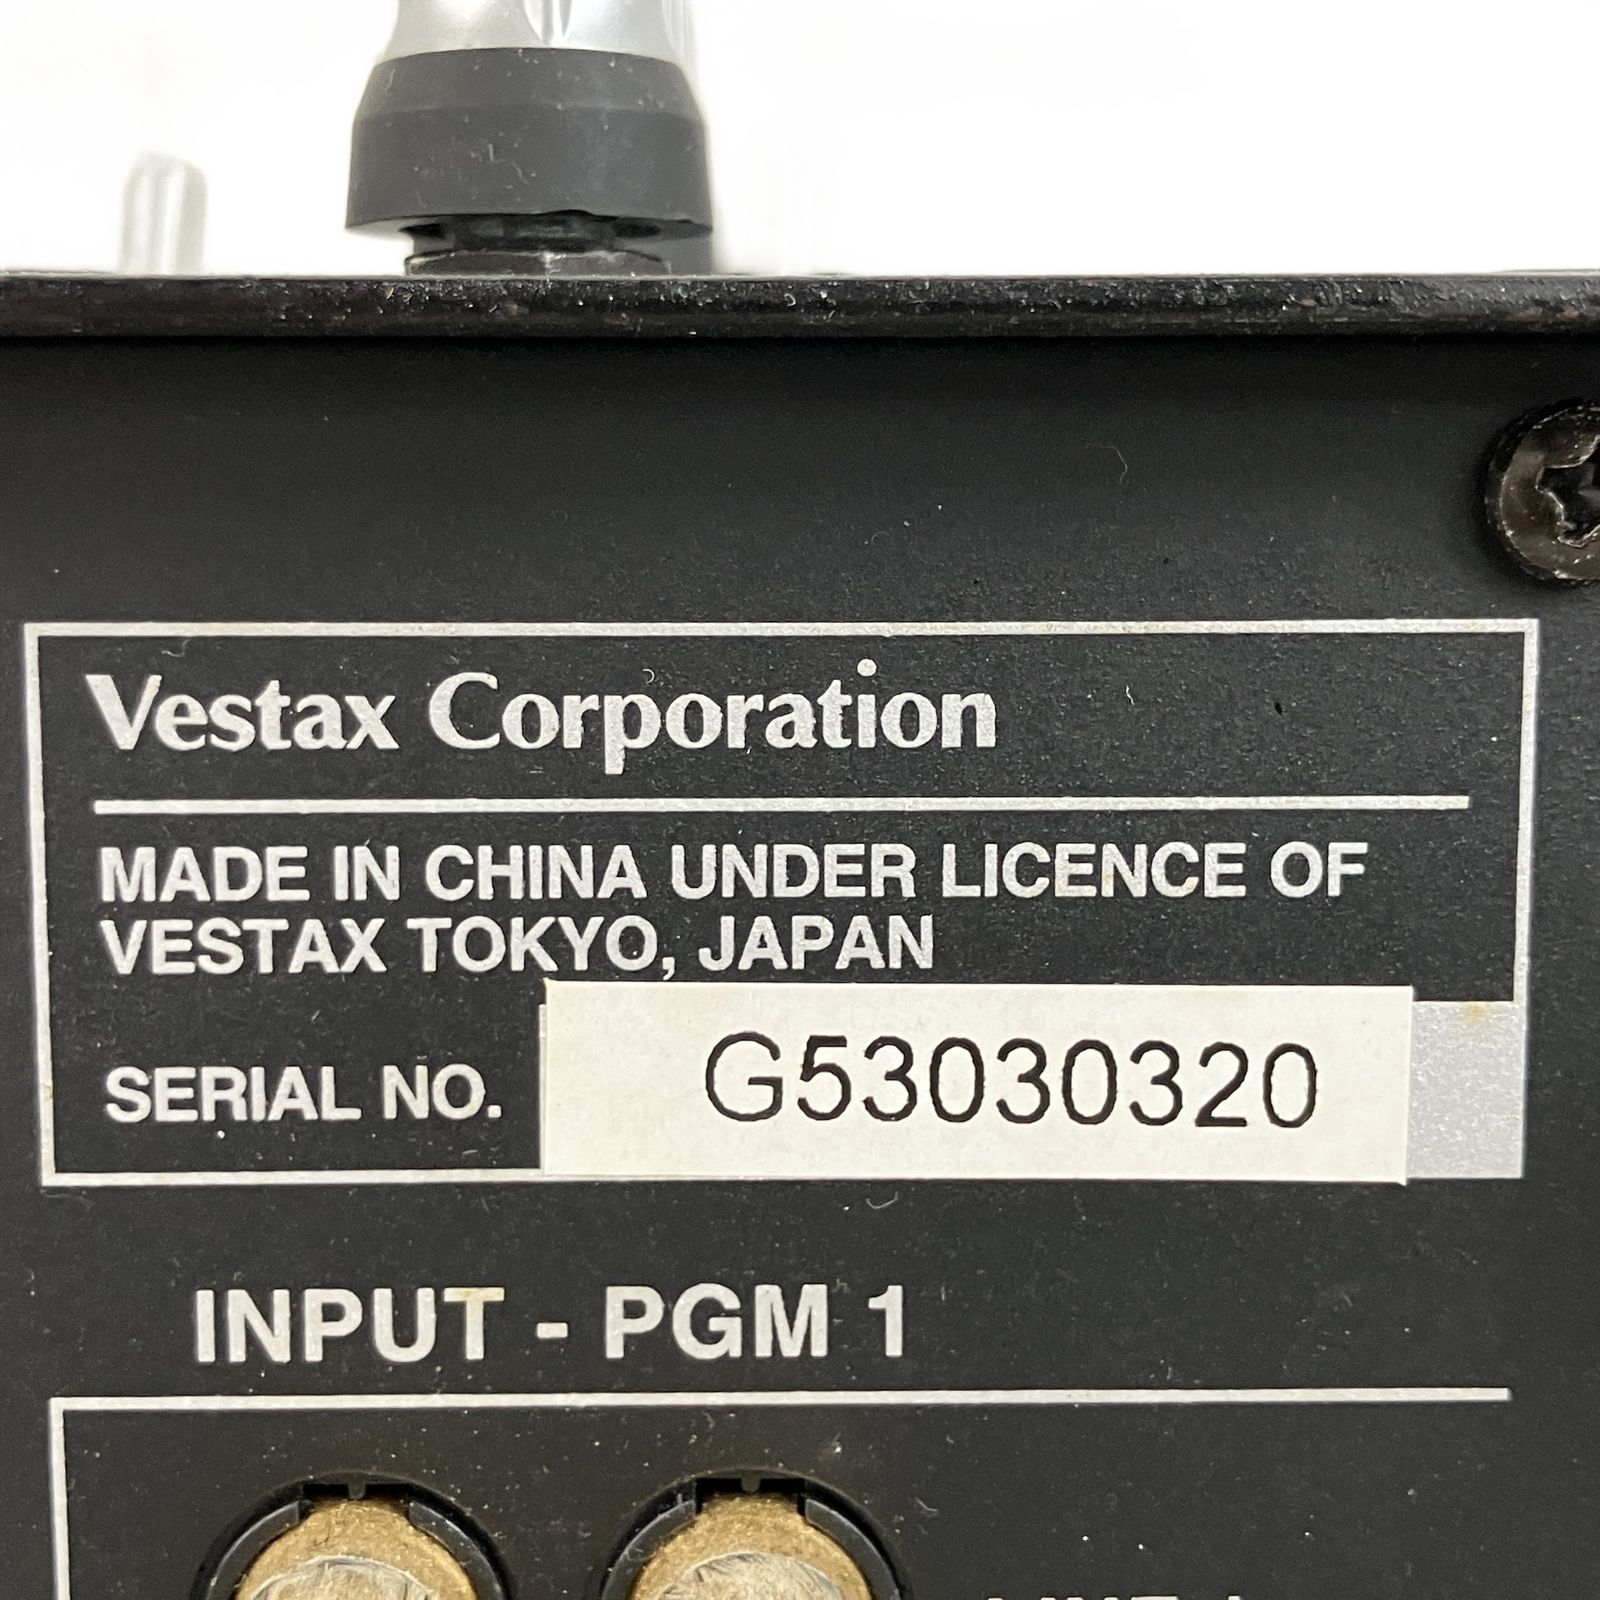 Vestax Corporation
MADE IN CHINA UNDER LICENCE OF
VESTAX TOKYO, JAPAN
SERIAL NO. G53030320
INPUT - PGM 1